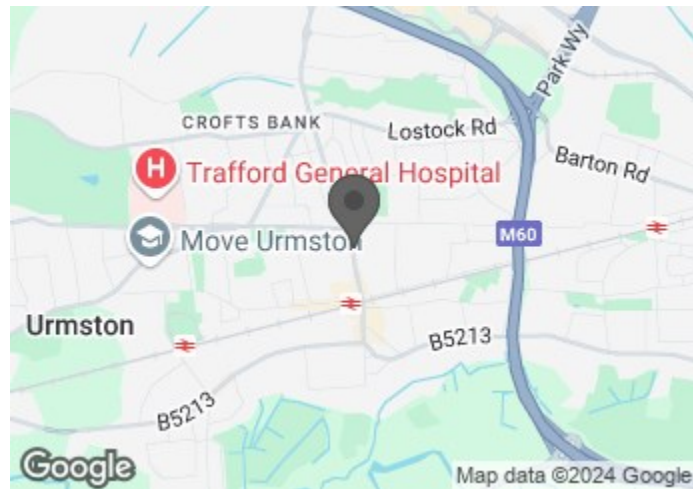 Park Wy
CROFTS BANK
Lostock Rd
Barton Rd
H
Trafford General Hospital
Move Urmston
M60
Urmston
B5213
B5213
Google
Map data ©2024 Google